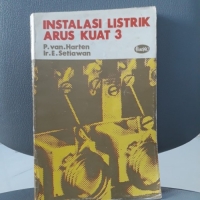 INSTALASI LISTRIK
ARUS KUAT 3
P. van. Harten
Ir. E. Setiawan